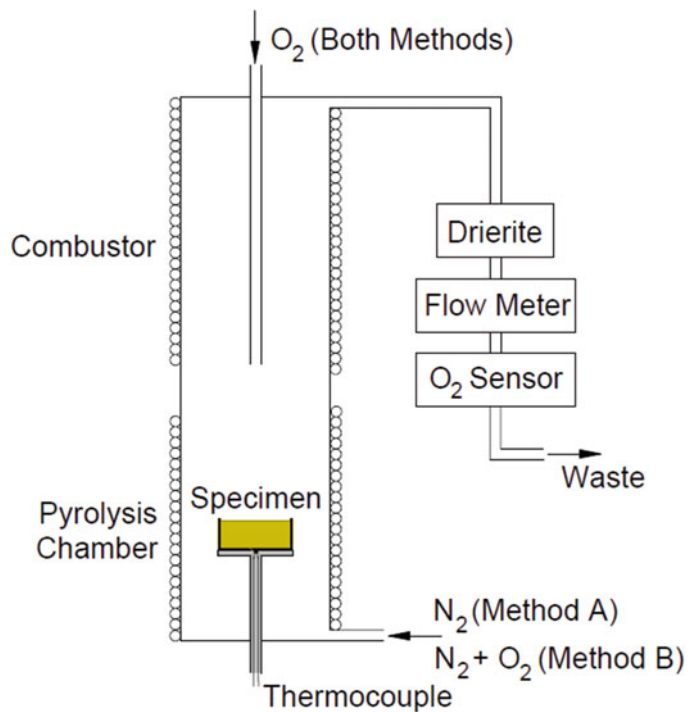 O₂ (Both Methods)
Combustor
Drierite
Flow Meter
O₂ Sensor
Waste
Specimen
Pyrolysis
Chamber
N₂ (Method A)
N₂ + O₂ (Method B)
Thermocouple